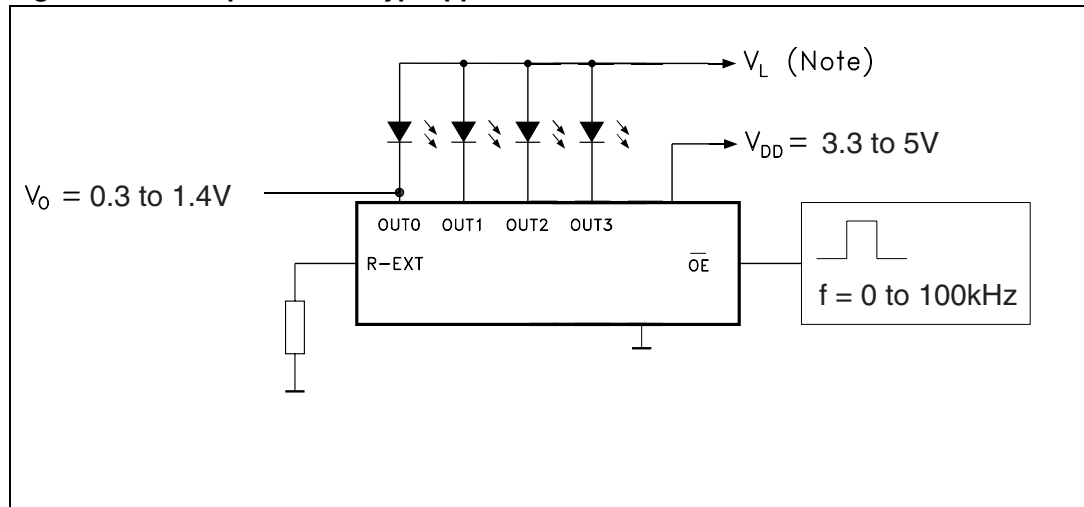 V_L (Note)
V_DD = 3.3 to 5V
V_O = 0.3 to 1.4V
OUT0 OUT1 OUT2 OUT3
R-EXT
OE
f = 0 to 100kHz